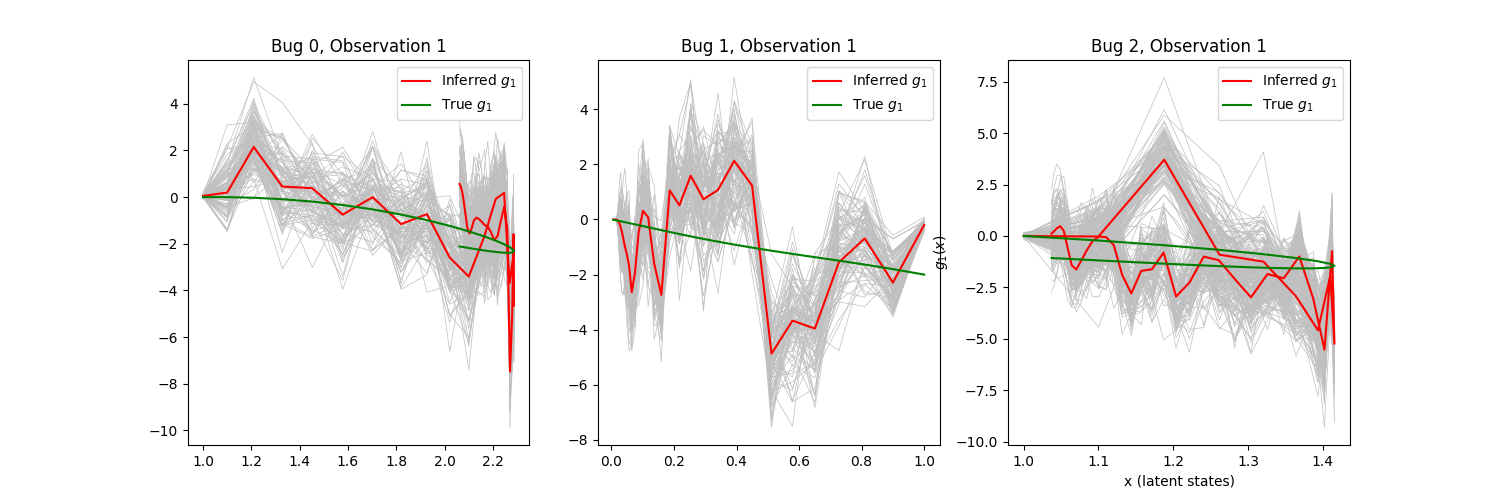 Bug 0, Observation 1
Inferred g₁
True g₁
4
2
0
−2
−4
−6
−8
−10
1.0 1.2 1.4 1.6 1.8 2.0 2.2
Bug 1, Observation 1
Inferred g₁
True g₁
4
2
0
−2
−4
−6
−8
0.0 0.2 0.4 0.6 0.8 1.0
Bug 2, Observation 1
Inferred g₁
True g₁
g₁(x)
7.5
5.0
2.5
0.0
−2.5
−5.0
−7.5
−10.0
1.0 1.1 1.2 1.3 1.4
x (latent states)